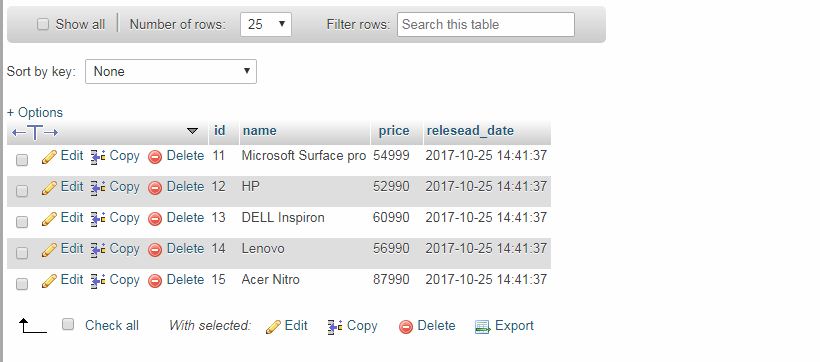 Show all Number of rows: 25 Filter rows: Search this table
Sort by key: None
+ Options
id name price relesead_date
Edit Copy Delete 11 Microsoft Surface pro 54999 2017-10-25 14:41:37
Edit Copy Delete 12 HP 52990 2017-10-25 14:41:37
Edit Copy Delete 13 DELL Inspiron 60990 2017-10-25 14:41:37
Edit Copy Delete 14 Lenovo 56990 2017-10-25 14:41:37
Edit Copy Delete 15 Acer Nitro 87990 2017-10-25 14:41:37
Check all With selected: Edit Copy Delete Export